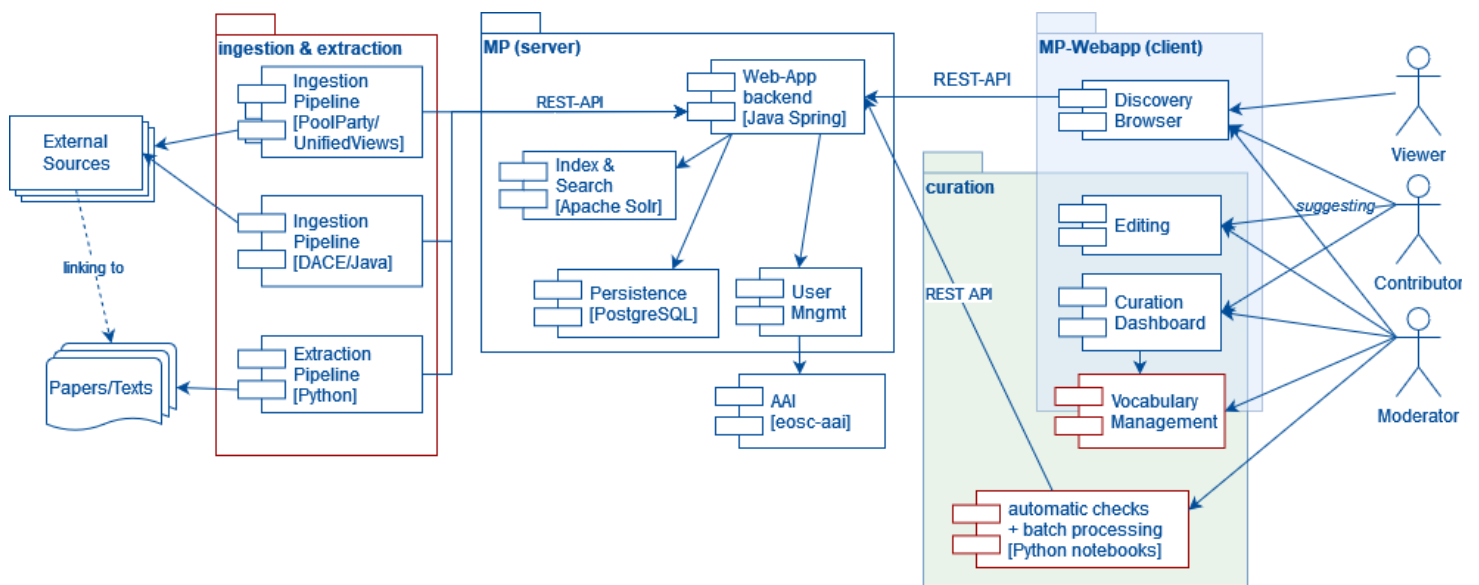 ingestion & extraction
Ingestion
Pipeline
[PoolParty/
UnifiedViews]
Ingestion
Pipeline
[DACE/Java]
Extraction
Pipeline
[Python]
External
Sources
linking to
Papers/Texts
REST-API
MP (server)
Web-App
backend
[Java Spring]
Index &
Search
[Apache Solr]
Persistence
[PostgreSQL]
User
Mngmt
AAI
[eosc-aai]
REST-API
MP-Webapp (client)
Discovery
Browser
curation
Editing
suggesting
Curation
Dashboard
REST API
Vocabulary
Management
automatic checks
+ batch processing
[Python notebooks]
Viewer
Contributor
Moderator